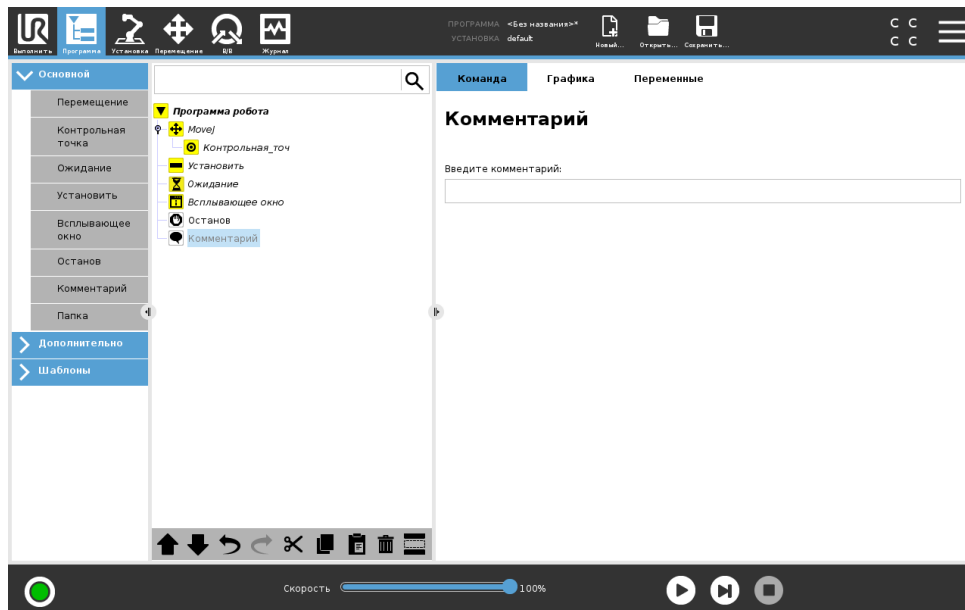 ПРОГРАММА <Без названия>*
УСТАНОВКА default
C C
C C
Выполнить Программа Установка Перемещение В/В Журнал Новый... Открыть... Сохранить...
Основной
Перемещение
Контрольная
точка
Ожидание
Установить
Всплывающее
окно
Останов
Комментарий
Папка
Дополнительно
Шаблоны
Программа робота
MoveJ
Контрольная_точ
Установить
Ожидание
Всплывающее окно
Останов
Комментарий
Команда Графика Переменные
Комментарий
Введите комментарий:
Скорость 100%